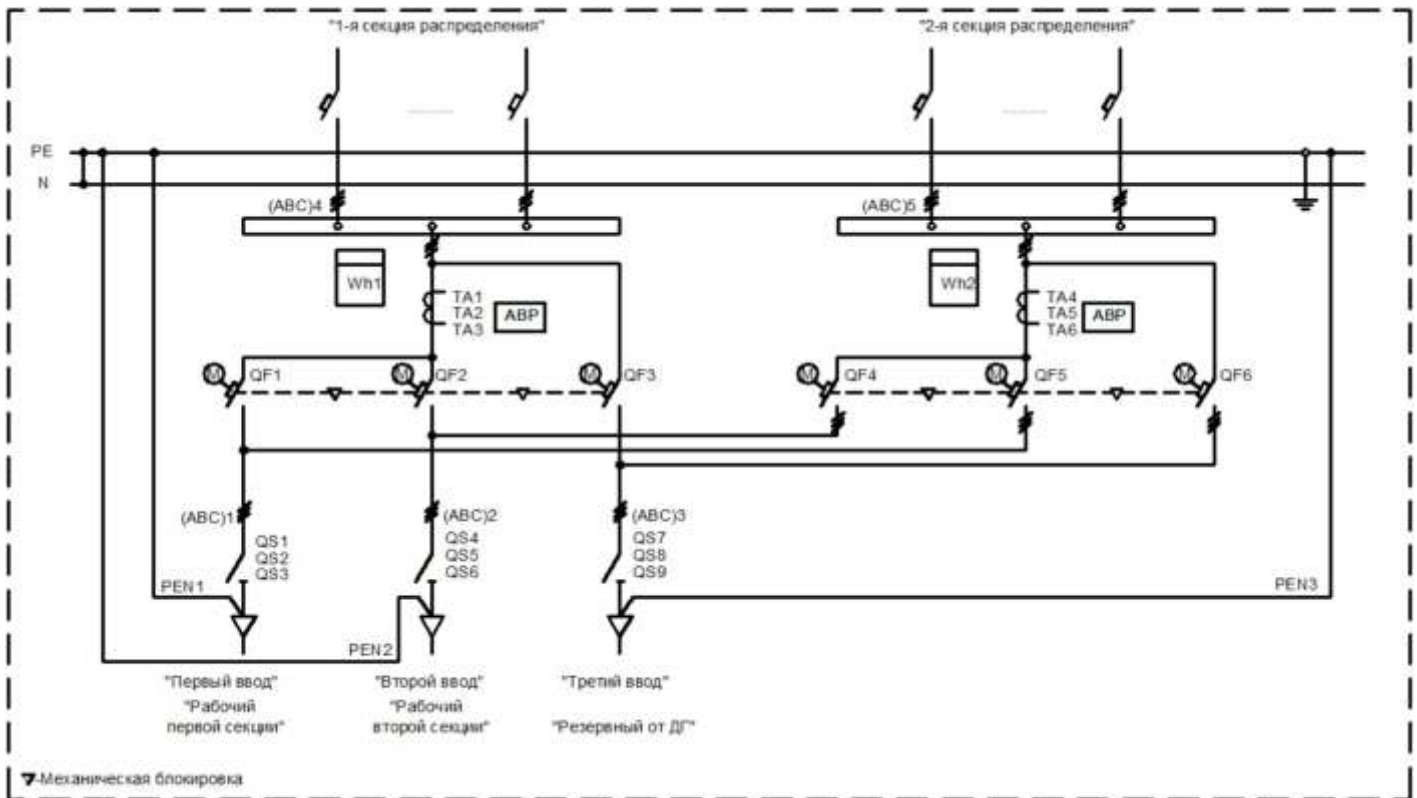 "1-я секция распределения" "2-я секция распределения"
PE
N
(ABC)4 (ABC)5
Wh1 Wh2
TA1 TA4
TA2 АВР TA5 АВР
TA3 TA6
M QF1 M QF2 M QF3 M QF4 M QF5 M QF6
(ABC)1 (ABC)2 (ABC)3
QS1 QS4 QS7
QS2 QS5 QS8
QS3 QS6 QS9
PEN1 PEN3
PEN2
"Первый ввод" "Второй ввод" "Третий ввод"
"Рабочий "Рабочий
первой секции" второй секции" "Резервный от ДГ"
-Механическая блокировка